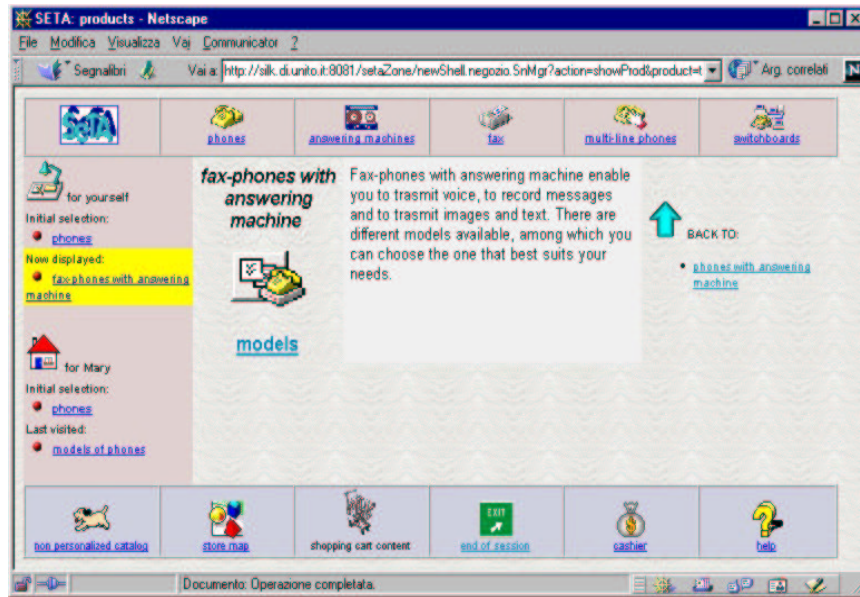 SETA: products - Netscape
File Modifica Visualizza Vai Communicator ?
Segnalibri Vai a: http://silk.di.unito.it:8081/setaZone/newShell.negozio.SnMgr?action=showProd&product=t Arg. correlati N
SeTA phones answering machines fax multi-line phones switchboards
for yourself
Initial selection:
phones
Now displayed:
fax-phones with answering
machine
for Mary
Initial selection:
phones
Last visited:
models of phones
fax-phones with
answering
machine
models
Fax-phones with answering machine enable
you to trasmit voice, to record messages
and to trasmit images and text. There are
different models available, among which you
can choose the one that best suits your
needs.
BACK TO:
phones with answering
machine
EXIT
non personalized catalog store map shopping cart content end of session cashier help
Documento: Operazione completata.